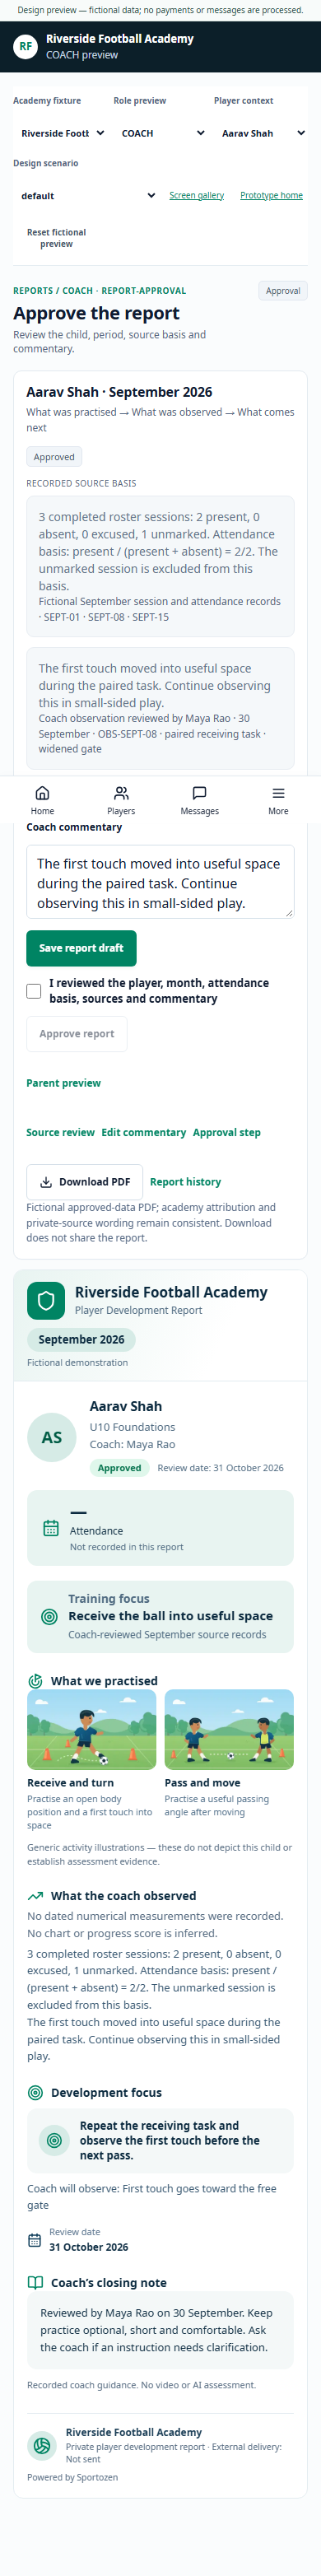 Design preview — fictional data; no payments or messages are processed.
RF
Riverside Football Academy
COACH preview
Academy fixture
Role preview
Player context
Riverside Footb
COACH
Aarav Shah
Design scenario
default
Screen gallery
Prototype home
Reset fictional
preview
REPORTS / COACH · REPORT-APPROVAL
Approval
Approve the report
Review the child, period, source basis and
commentary.
Aarav Shah · September 2026
What was practised → What was observed → What comes
next
Approved
RECORDED SOURCE BASIS
3 completed roster sessions: 2 present, 0
absent, 0 excused, 1 unmarked. Attendance
basis: present / (present + absent) = 2/2. The
unmarked session is excluded from this
basis.
Fictional September session and attendance records
· SEPT-01 · SEPT-08 · SEPT-15
The first touch moved into useful space
during the paired task. Continue observing
this in small-sided play.
Coach observation reviewed by Maya Rao · 30
September · OBS-SEPT-08 · paired receiving task ·
widened gate
Home
Players
Messages
More
Coach commentary
The first touch moved into useful space
during the paired task. Continue
observing this in small-sided play.
Save report draft
I reviewed the player, month, attendance
basis, sources and commentary
Approve report
Parent preview
Source review
Edit commentary
Approval step
Download PDF
Report history
Fictional approved-data PDF; academy attribution and
private-source wording remain consistent. Download
does not share the report.
Riverside Football Academy
Player Development Report
September 2026
Fictional demonstration
AS
Aarav Shah
U10 Foundations
Coach: Maya Rao
Approved
Review date: 31 October 2026
—
Attendance
Not recorded in this report
Training focus
Receive the ball into useful space
Coach-reviewed September source records
What we practised
Receive and turn
Practise an open body
position and a first touch into
space
Pass and move
Practise a useful passing
angle after moving
Generic activity illustrations — these do not depict this child or
establish assessment evidence.
What the coach observed
No dated numerical measurements were recorded.
No chart or progress score is inferred.
3 completed roster sessions: 2 present, 0 absent, 0
excused, 1 unmarked. Attendance basis: present /
(present + absent) = 2/2. The unmarked session is
excluded from this basis.
The first touch moved into useful space during the
paired task. Continue observing this in small-sided
play.
Development focus
Repeat the receiving task and
observe the first touch before the
next pass.
Coach will observe: First touch goes toward the free
gate
Review date
31 October 2026
Coach's closing note
Reviewed by Maya Rao on 30 September. Keep
practice optional, short and comfortable. Ask
the coach if an instruction needs clarification.
Recorded coach guidance. No video or AI assessment.
Riverside Football Academy
Private player development report · External delivery:
Not sent
Powered by Sportozen